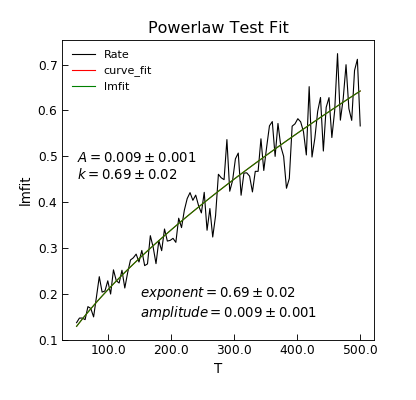 Powerlaw Test Fit
Rate
curve_fit
lmfit
A = 0.009 ± 0.001
k = 0.69 ± 0.02
exponent = 0.69 ± 0.02
amplitude = 0.009 ± 0.001
lmfit
0.7
0.6
0.5
0.4
0.3
0.2
0.1
100.0 200.0 300.0 400.0 500.0
T